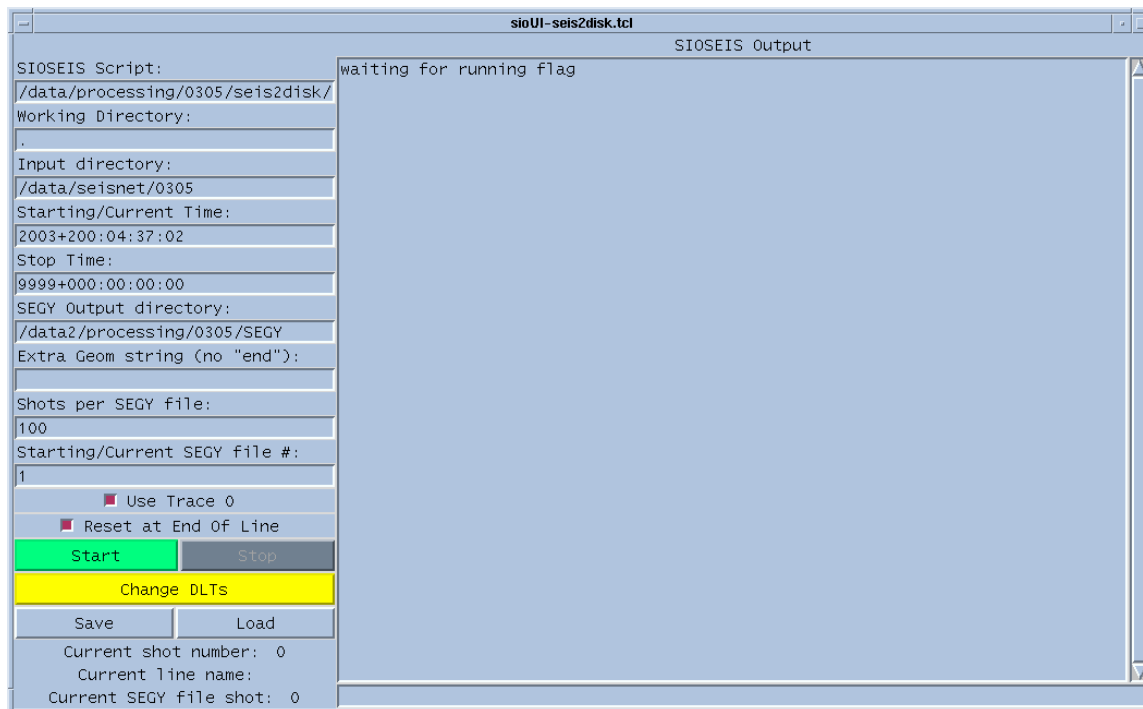 sioUI-seis2disk.tcl
SIOSEIS Output
SIOSEIS Script:
/data/processing/0305/seis2disk/
Working Directory:
.
Input directory:
/data/seisnet/0305
Starting/Current Time:
2003+200:04:37:02
Stop Time:
9999+000:00:00:00
SEGY Output directory:
/data2/processing/0305/SEGY
Extra Geom string (no "end"):
Shots per SEGY file:
100
Starting/Current SEGY file #:
1
Use Trace 0
Reset at End Of Line
Start Stop
Change DLTs
Save Load
Current shot number: 0
Current line name:
Current SEGY file shot: 0
waiting for running flag